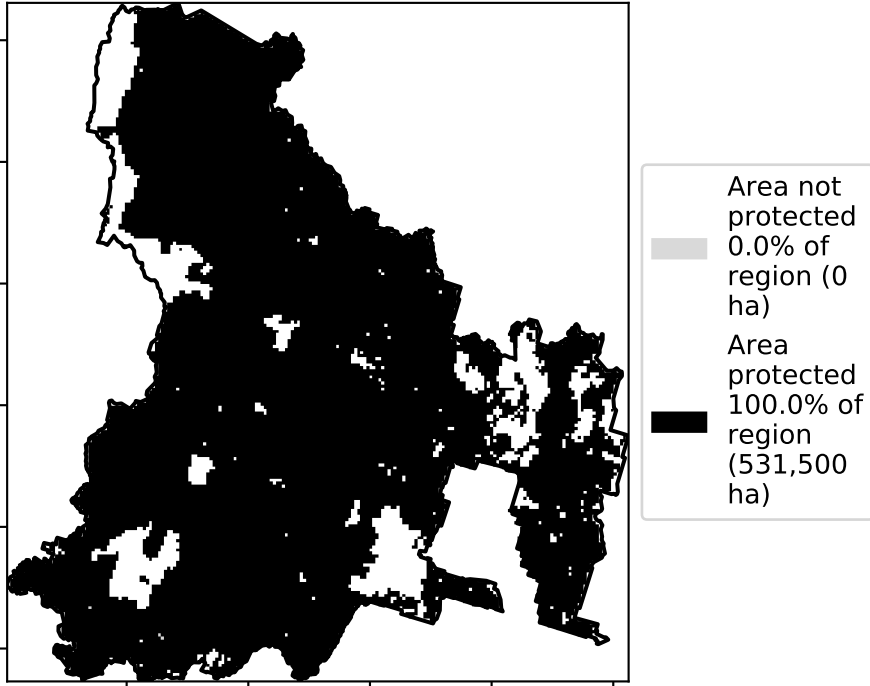 Area not
protected
0.0% of
region (0
ha)
Area
protected
100.0% of
region
(531,500
ha)